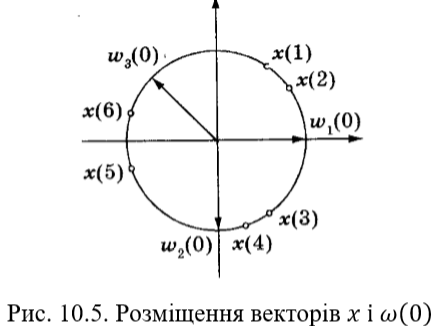 w₃(0)
x(1)
x(2)
x(6)
w₁(0)
x(5)
x(3)
w₂(0) x(4)
Рис. 10.5. Розміщення векторів x і ω(0)